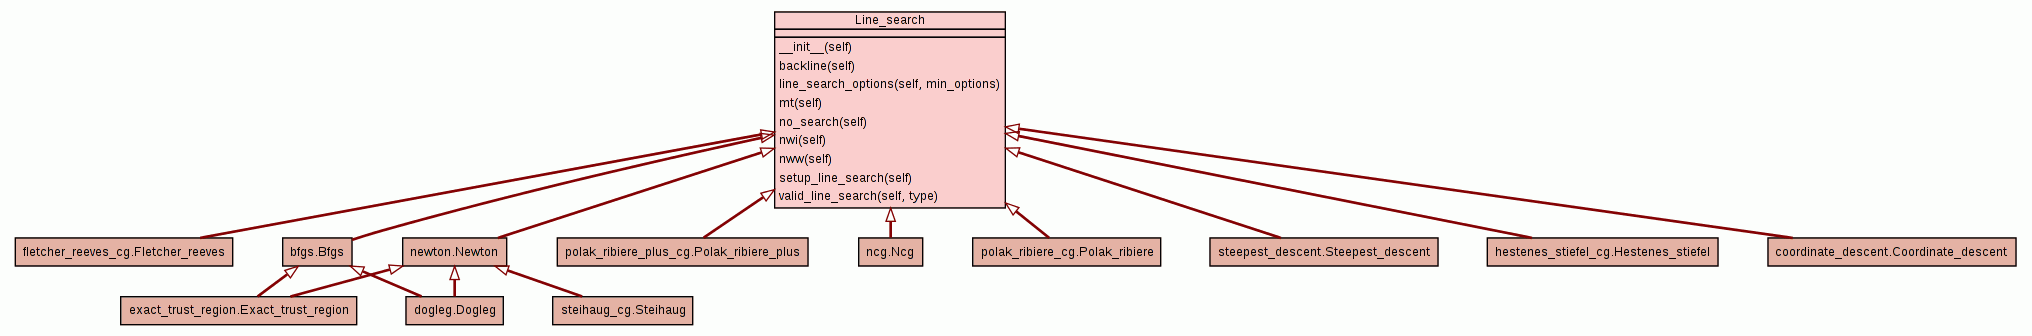 Line_search
__init__(self)
backline(self)
line_search_options(self, min_options)
mt(self)
no_search(self)
nwi(self)
nww(self)
setup_line_search(self)
valid_line_search(self, type)
fletcher_reeves_cg.Fletcher_reeves
bfgs.Bfgs
newton.Newton
polak_ribiere_plus_cg.Polak_ribiere_plus
ncg.Ncg
polak_ribiere_cg.Polak_ribiere
steepest_descent.Steepest_descent
hestenes_stiefel_cg.Hestenes_stiefel
coordinate_descent.Coordinate_descent
exact_trust_region.Exact_trust_region
dogleg.Dogleg
steihaug_cg.Steihaug